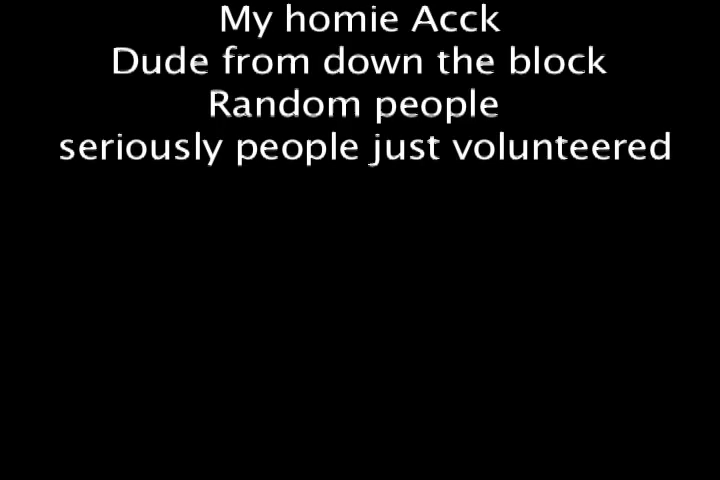 My homie Acck
Dude from down the block
Random people
seriously people just volunteered